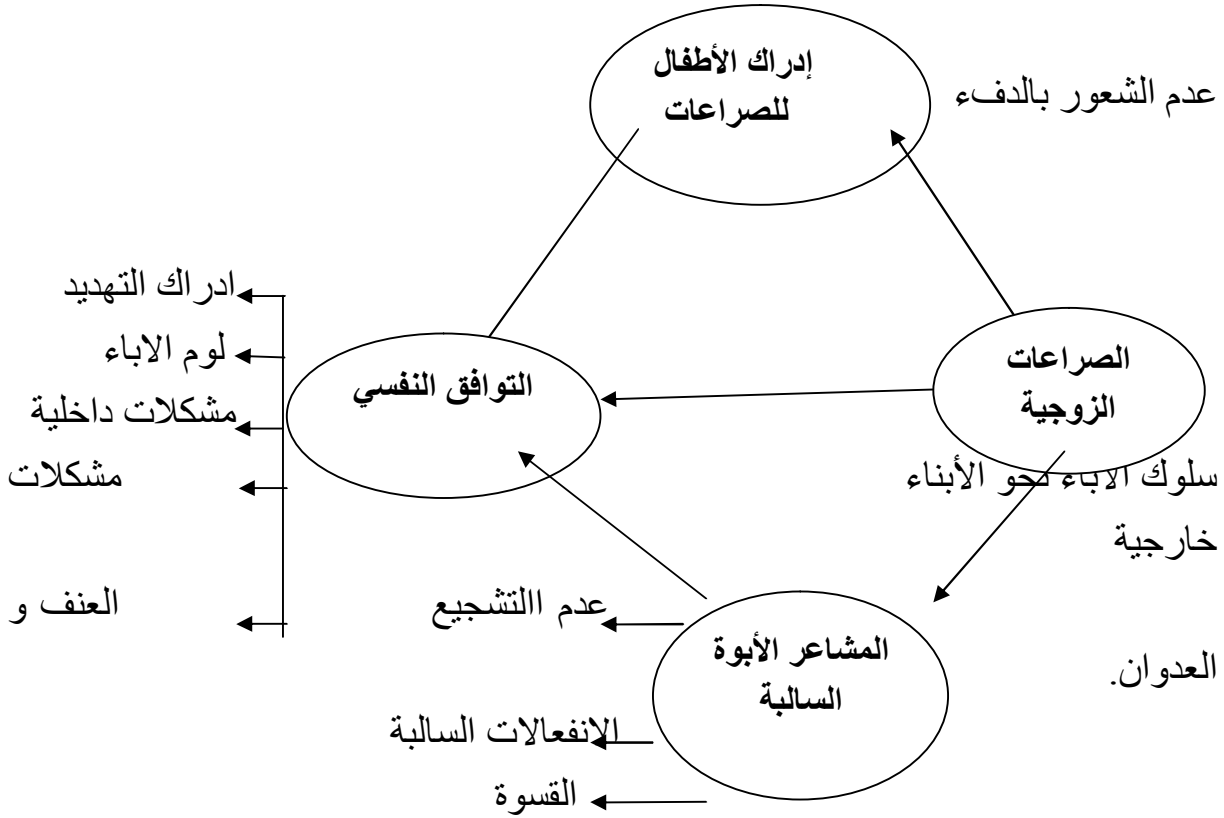 إدراك الأطفال
للصراعات
عدم الشعور بالدفء
ادراك التهديد
لوم الاباء
الصراعات
الزوجية
التوافق النفسي
مشكلات داخلية
سلوك الاباء نحو الأبناء
مشكلات
خارجية
عدم االتشجيع
العنف و
المشاعر الأبوة
السالبة
العدوان.
الانفعالات السالبة
القسوة